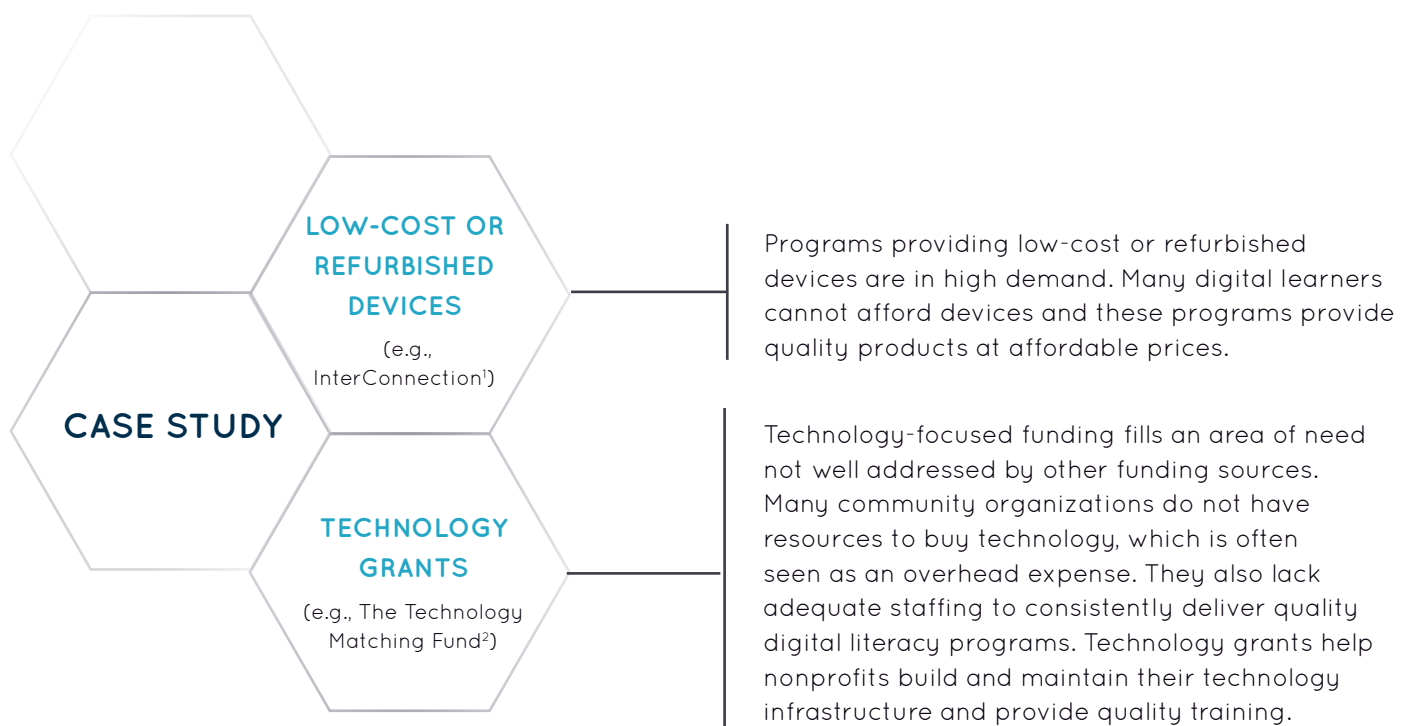 LOW-COST OR
REFURBISHED
DEVICES
(e.g.,
InterConnection¹)
Programs providing low-cost or refurbished
devices are in high demand. Many digital learners
cannot afford devices and these programs provide
quality products at affordable prices.
CASE STUDY
TECHNOLOGY
GRANTS
(e.g., The Technology
Matching Fund²)
Technology-focused funding fills an area of need
not well addressed by other funding sources.
Many community organizations do not have
resources to buy technology, which is often
seen as an overhead expense. They also lack
adequate staffing to consistently deliver quality
digital literacy programs. Technology grants help
nonprofits build and maintain their technology
infrastructure and provide quality training.